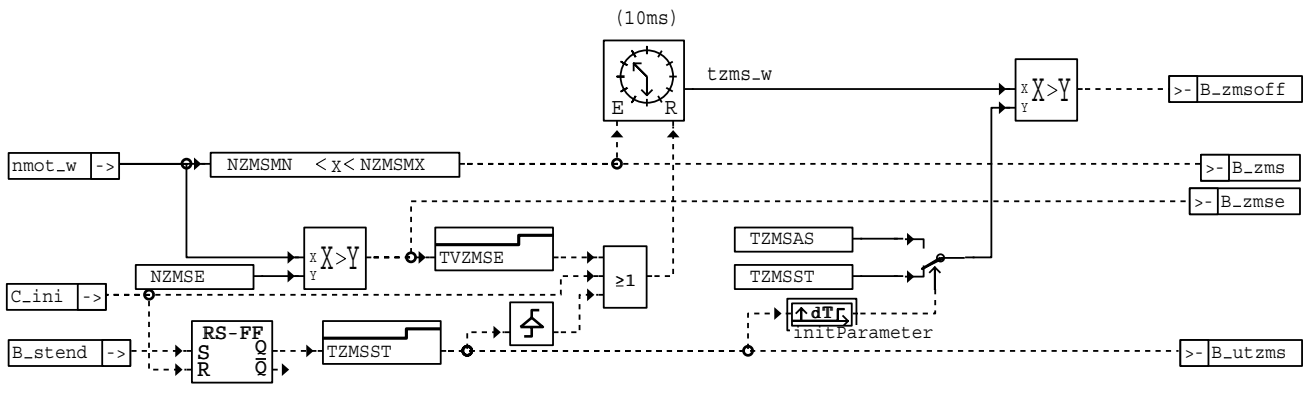 (10ms)
tzms_w
X
Y
X>Y
>- B_zmsoff
E R
nmot_w ->
NZMSMN < x < NZMSMX
>- B_zms
>- B_zmse
X
Y
X>Y
TVZMSE
TZMSAS
NZMSE
≥1
TZMSST
C_ini ->
dT
initParameter
RS-FF
S Q
R Q̅
B_stend ->
TZMSST
>- B_utzms